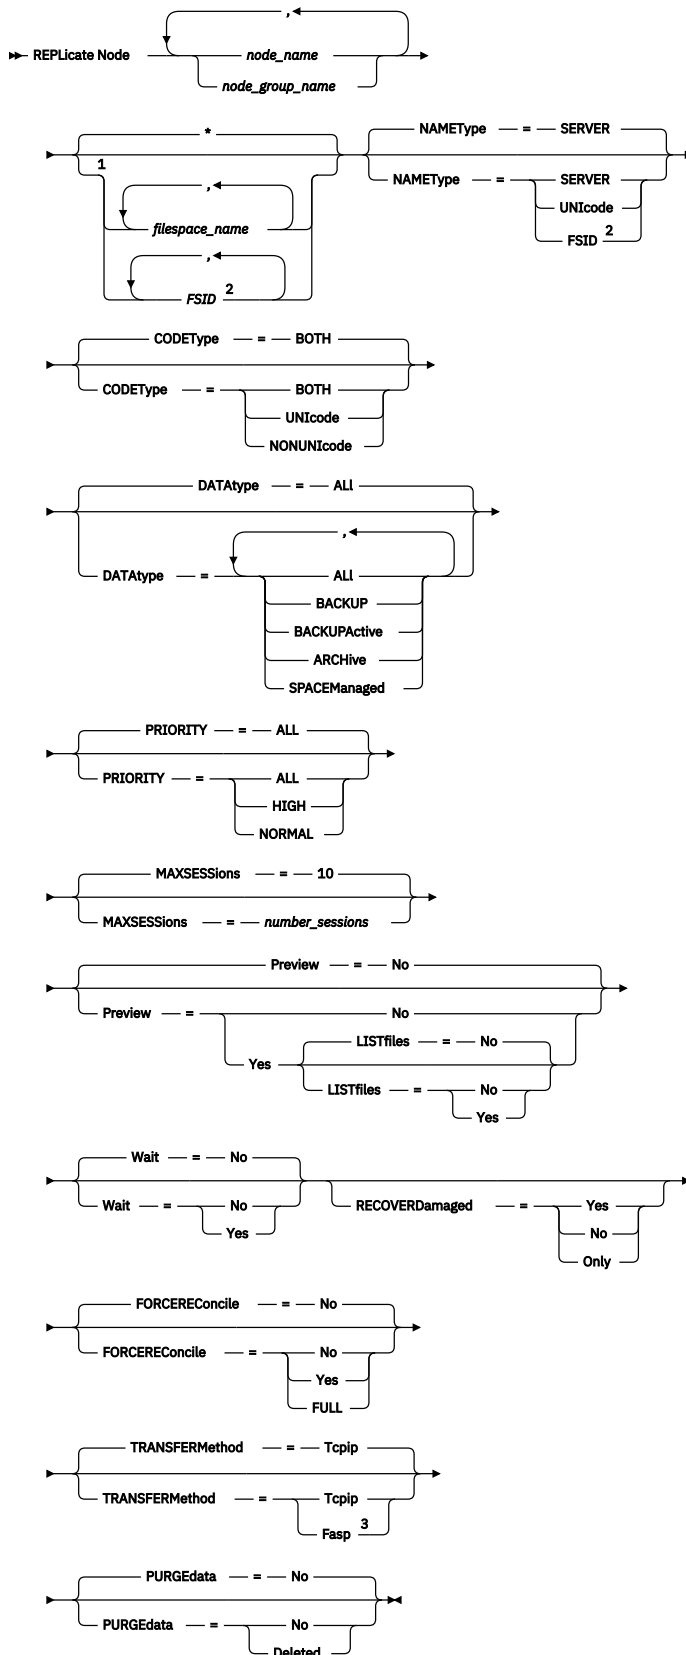 ,
REPLicate Node node_name
node_group_name
* NAMEType = SERVER
1 NAMEType = SERVER
, UNIcode
filespace_name FSID 2
,
FSID 2
CODEType = BOTH
CODEType = BOTH
UNIcode
NONUNIcode
DATAtype = ALl
,
DATAtype = ALl
BACKUP
BACKUPActive
ARCHive
SPACEManaged
PRIORITY = ALL
PRIORITY = ALL
HIGH
NORMAL
MAXSESSions = 10
MAXSESSions = number_sessions
Preview = No
Preview = No
LISTfiles = No
Yes
LISTfiles = No
Yes
Wait = No
Wait = No RECOVERDamaged = Yes
Yes No
Only
FORCEREConcile = No
FORCEREConcile = No
Yes
FULL
TRANSFERMethod = Tcpip
TRANSFERMethod = Tcpip
Fasp 3
PURGEdata = No
PURGEdata = No
Deleted